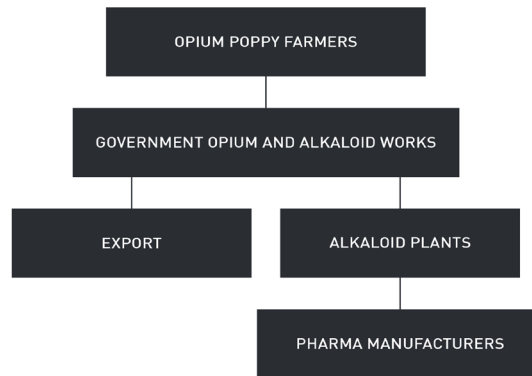 OPIUM POPPY FARMERS
GOVERNMENT OPIUM AND ALKALOID WORKS
EXPORT
ALKALOID PLANTS
PHARMA MANUFACTURERS